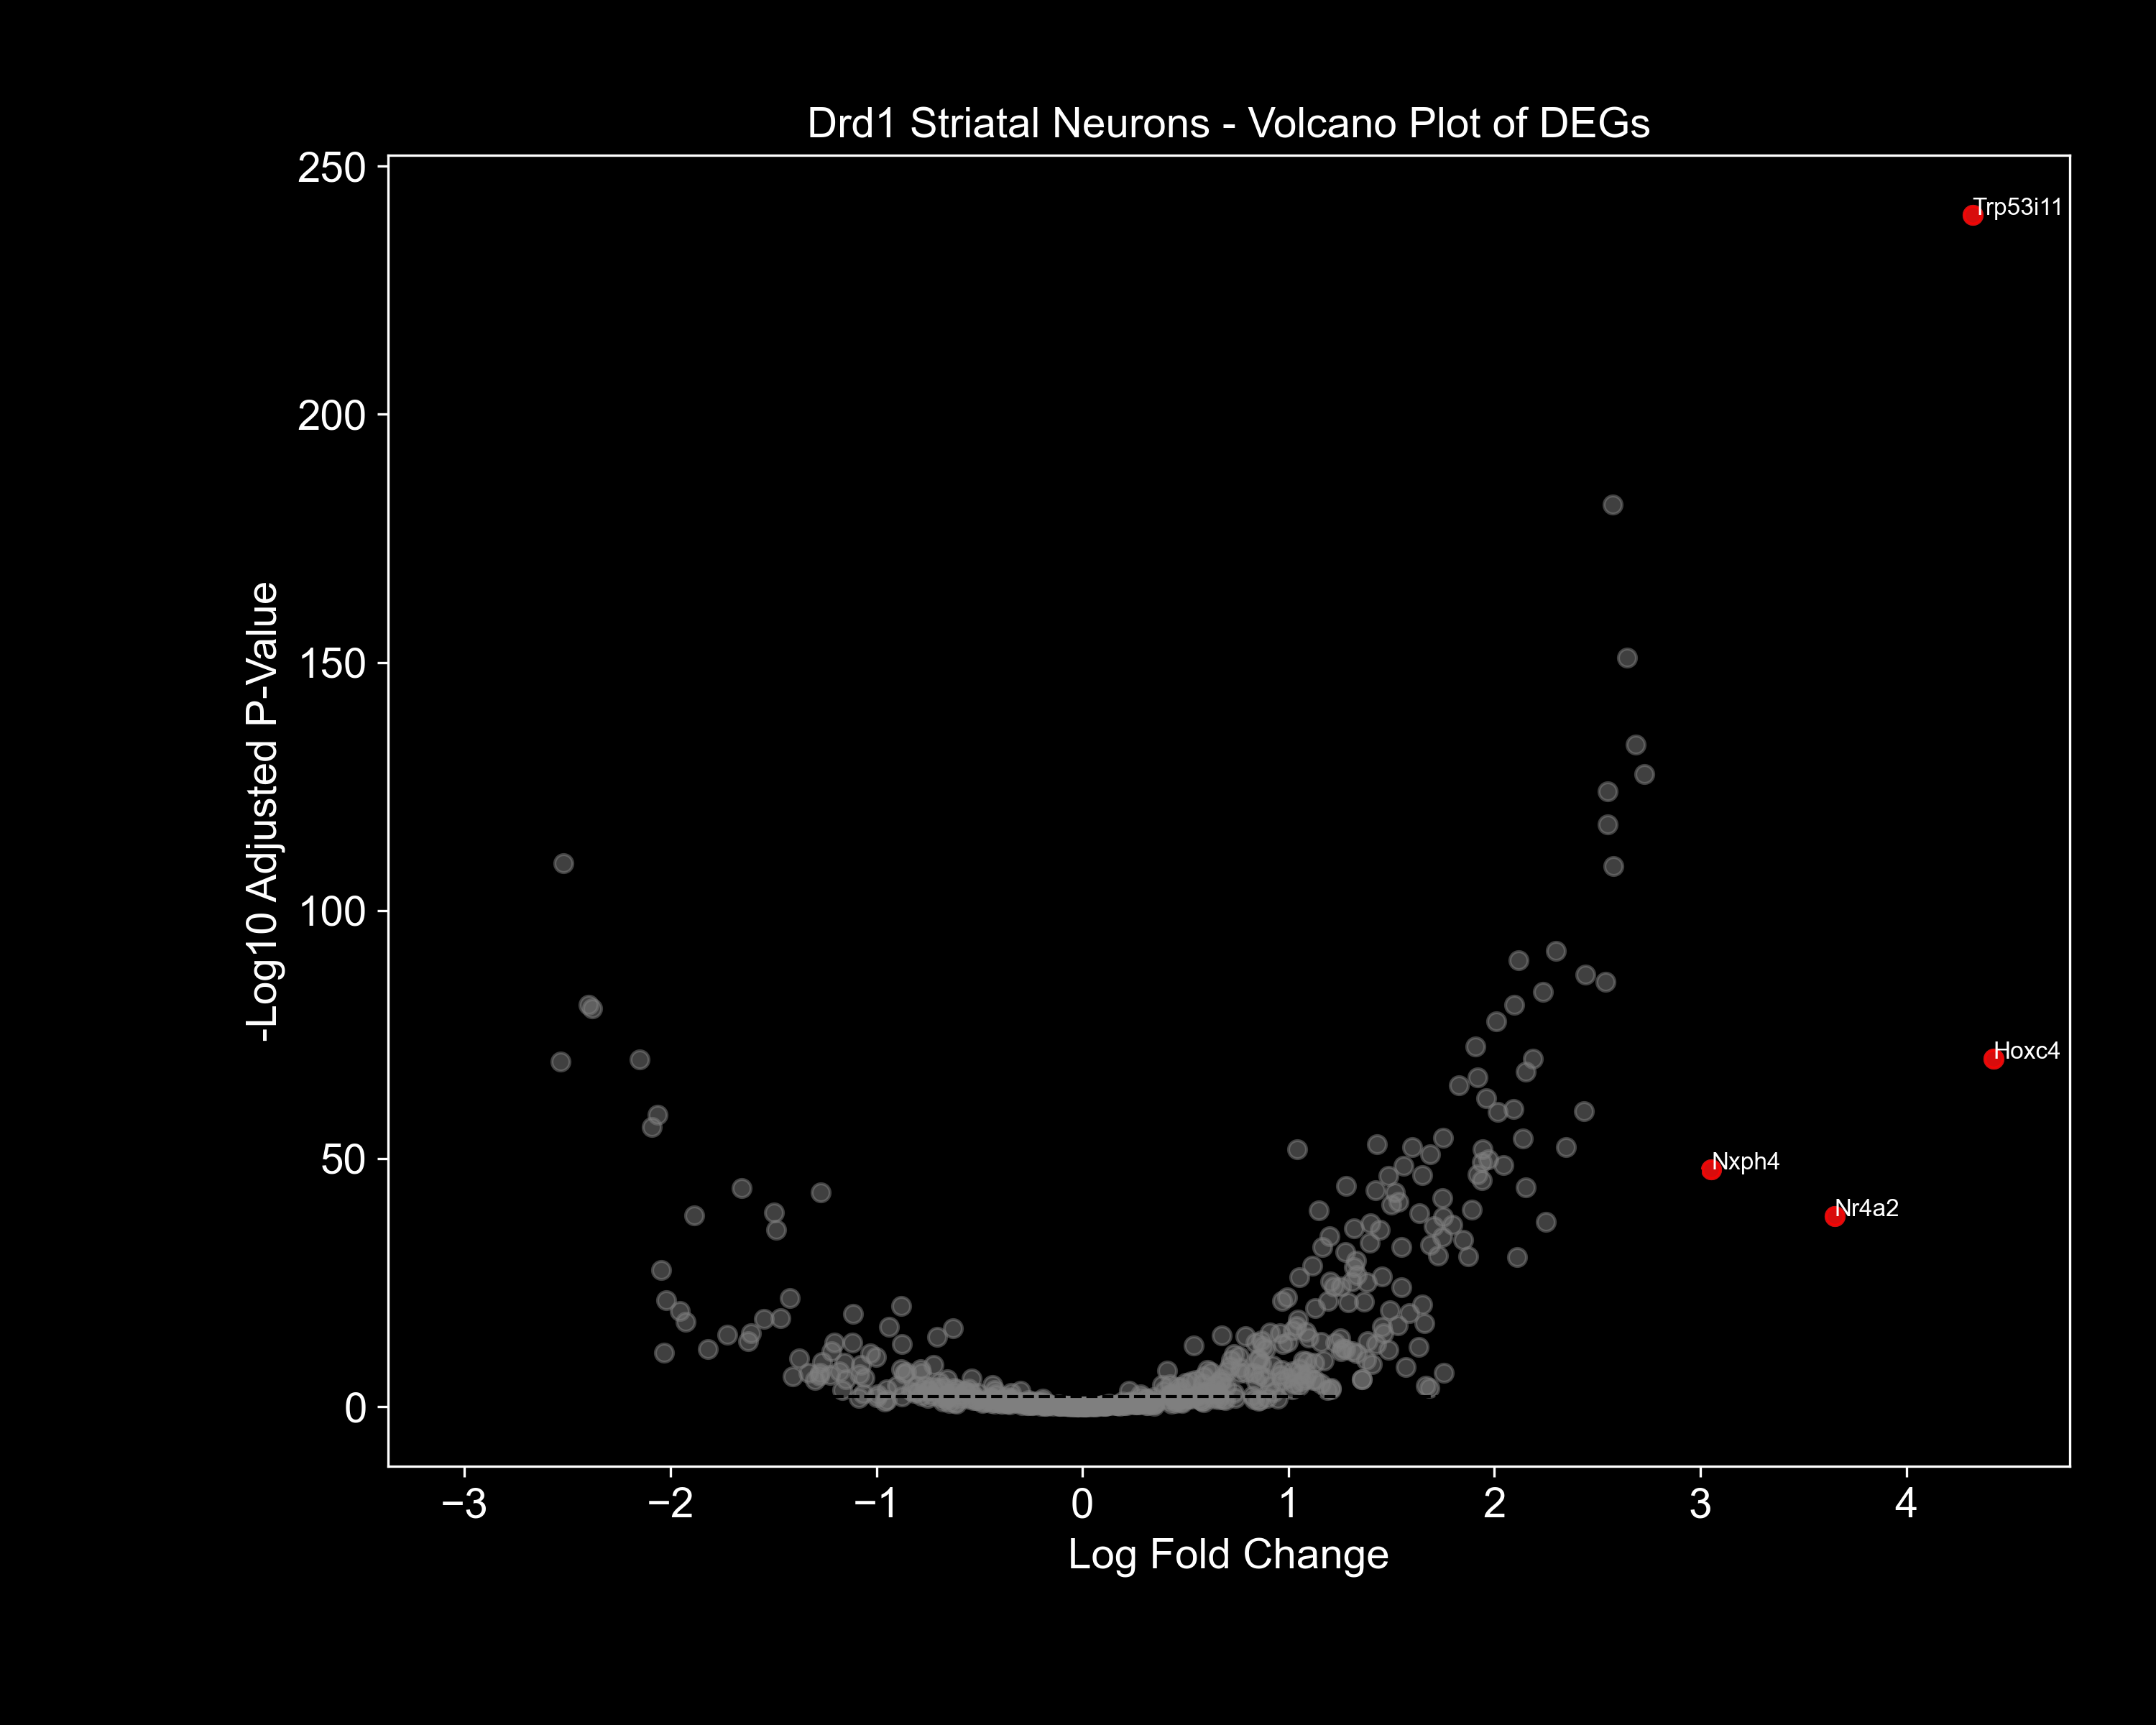 Drd1 Striatal Neurons - Volcano Plot of DEGs
250
200
150
100
50
0
-Log10 Adjusted P-Value
Trp53i11
Hoxc4
Nxph4
Nr4a2
−3 −2 −1 0 1 2 3 4
Log Fold Change